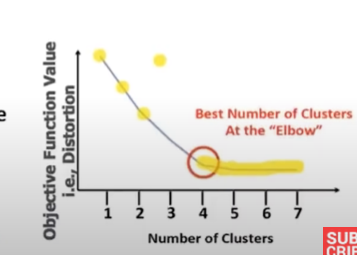 Objective Function Value
i.e., Distortion
Best Number of Clusters
At the "Elbow"
1 2 3 4 5 6 7
Number of Clusters
SUB